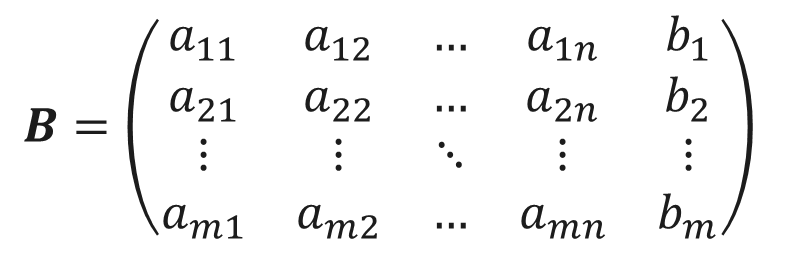 B = ( a₁₁ a₁₂ … a₁ₙ b₁
a₂₁ a₂₂ … a₂ₙ b₂
⋮ ⋮ ⋱ ⋮ ⋮
aₘ₁ aₘ₂ … aₘₙ bₘ )